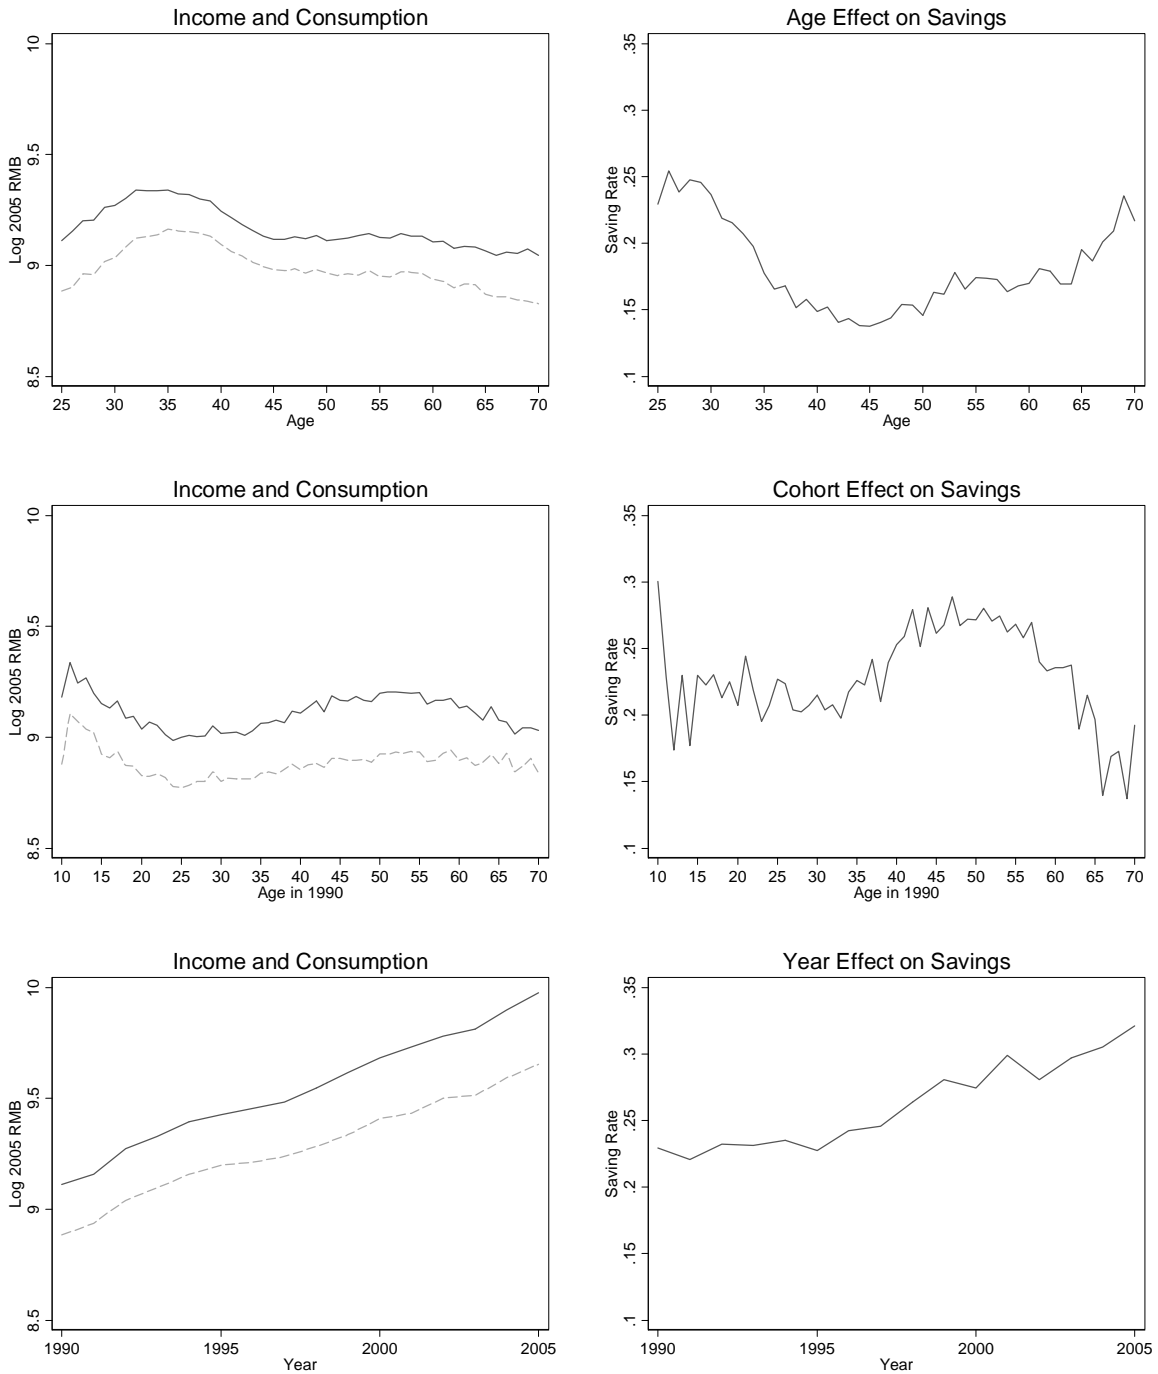 Income and Consumption
Log 2005 RMB
10
9.5
9
8.5
25 30 35 40 45 50 55 60 65 70
Age
Age Effect on Savings
Saving Rate
.35
.3
.25
.2
.15
.1
25 30 35 40 45 50 55 60 65 70
Age
Income and Consumption
Log 2005 RMB
10
9.5
9
8.5
10 15 20 25 30 35 40 45 50 55 60 65 70
Age in 1990
Cohort Effect on Savings
Saving Rate
.35
.3
.25
.2
.15
.1
10 15 20 25 30 35 40 45 50 55 60 65 70
Age in 1990
Income and Consumption
Log 2005 RMB
10
9.5
9
8.5
1990 1995 2000 2005
Year
Year Effect on Savings
Saving Rate
.35
.3
.25
.2
.15
.1
1990 1995 2000 2005
Year